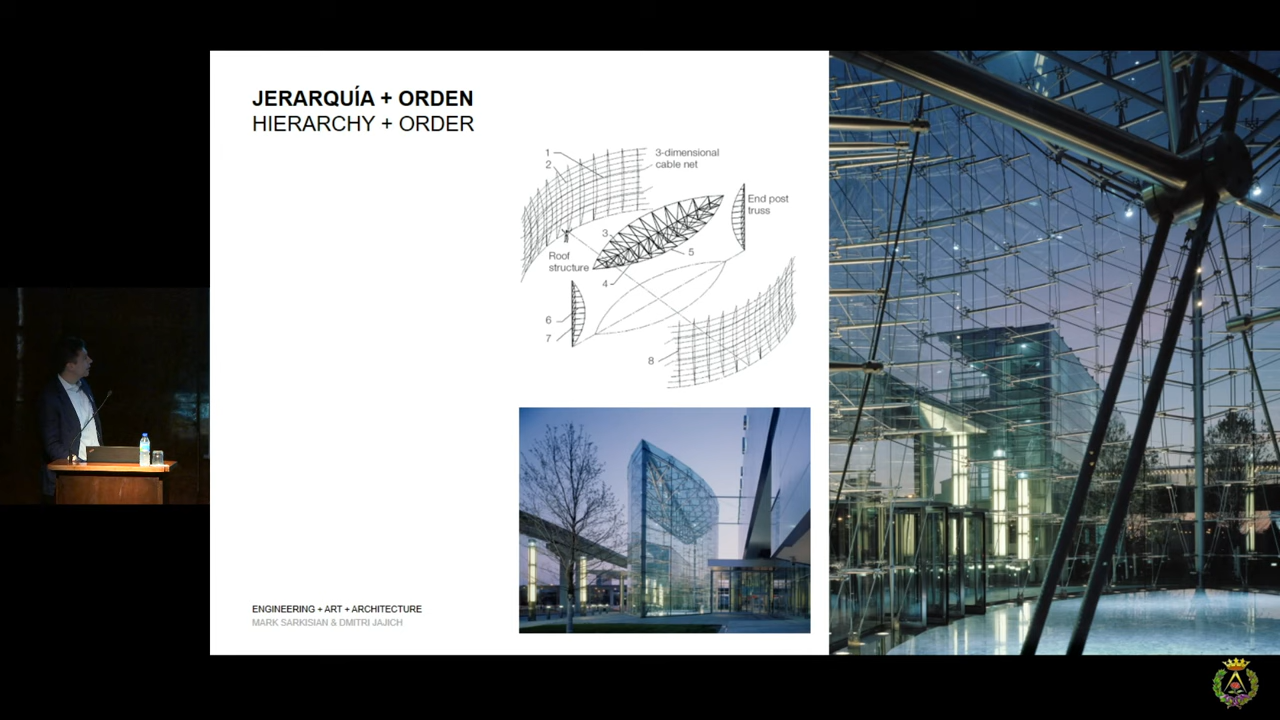 JERARQUÍA + ORDEN
HIERARCHY + ORDER
1
2
3-dimensional
cable net
End post
truss
3
Roof
structure
5
4
6
7
8
ENGINEERING + ART + ARCHITECTURE
MARK SARKISIAN & DMITRI JAJICH